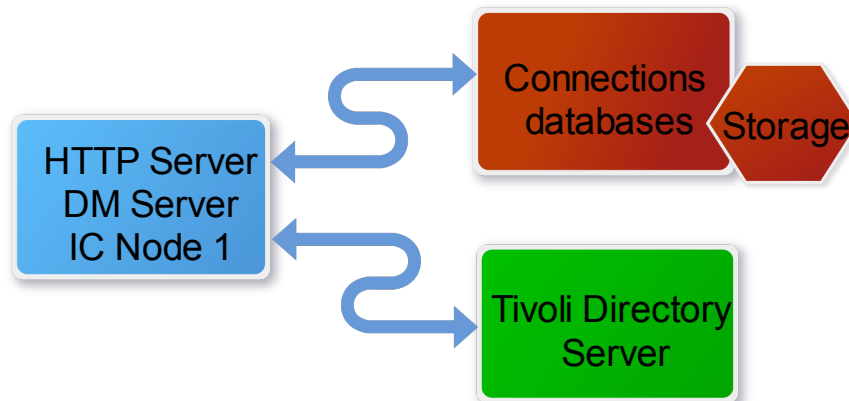 HTTP Server
DM Server
IC Node 1
Connections
databases
Storage
Tivoli Directory
Server